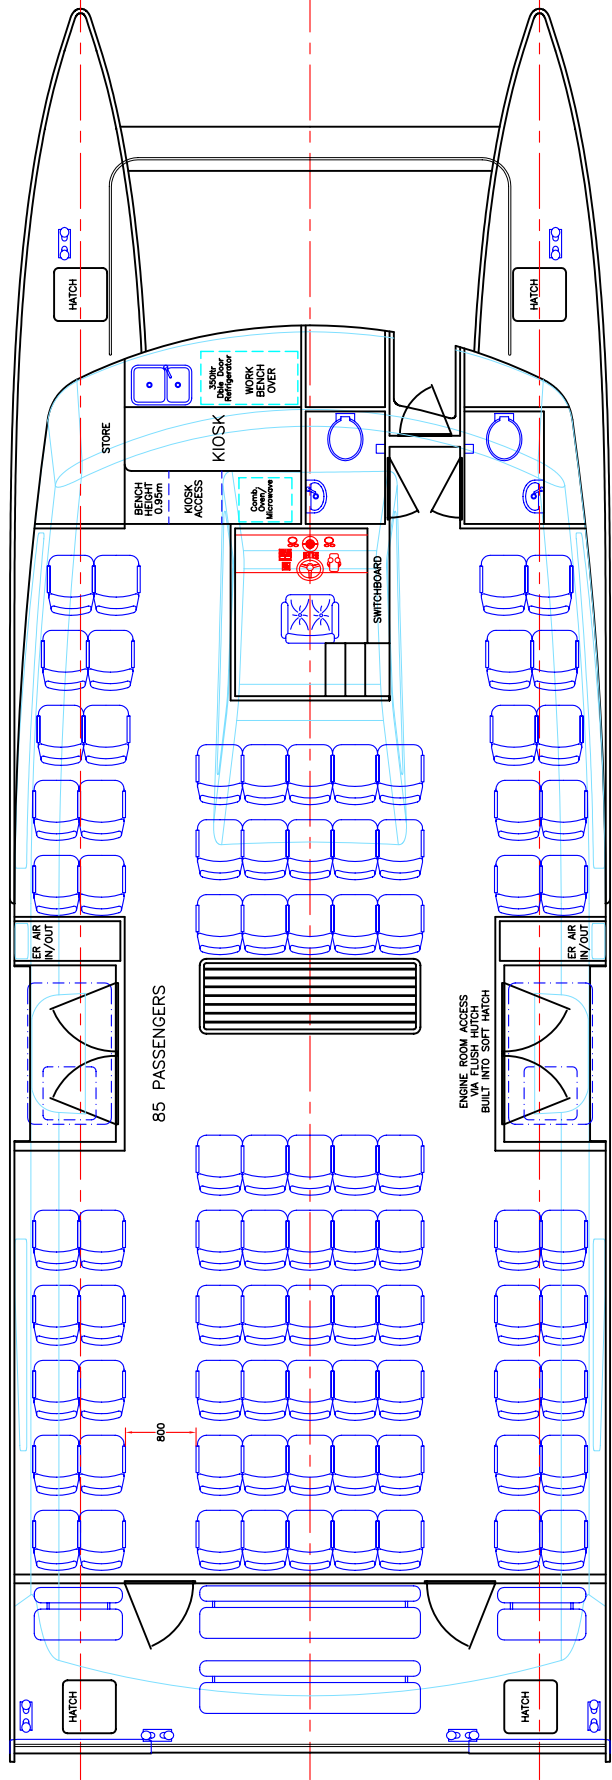 HATCH
HATCH
350ltr
Dble Door
Refrigerator
WORK
BENCH
OVER
STORE
KIOSK
BENCH
HEIGHT
0.95m
KIOSK
ACCESS
Comb.
Oven/
Microwave
SWITCHBOARD
ER AIR
IN/OUT
ER AIR
IN/OUT
85 PASSENGERS
ENGINE ROOM ACCESS
VIA FLUSH HUTCH
BUILT INTO SOFT HATCH
800
HATCH
HATCH